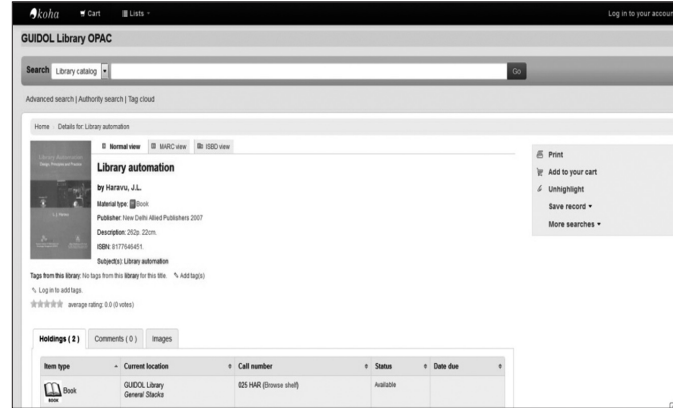 koha Cart Lists Log in to your accoun
GUIDOL Library OPAC
Search Library catalog Go
Advanced search | Authority search | Tag cloud
Home Details for: Library automation
Normal view MARC view ISBD view
Library automation
by Haravu, J.L.
Material type: Book
Publisher: New Delhi Allied Publishers 2007
Description: 262p. 22cm.
ISBN: 8177646451.
Subject(s): Library automation
Tags from this library: No tags from this library for this title. Add tag(s)
Log in to add tags.
average rating: 0.0 (0 votes)
Print
Add to your cart
Unhighlight
Save record
More searches
Holdings ( 2 ) Comments ( 0 ) Images
Item type Current location Call number Status Date due
Book GUIDOL Library 025 HAR (Browse shelf) Available
BOOK General Stacks